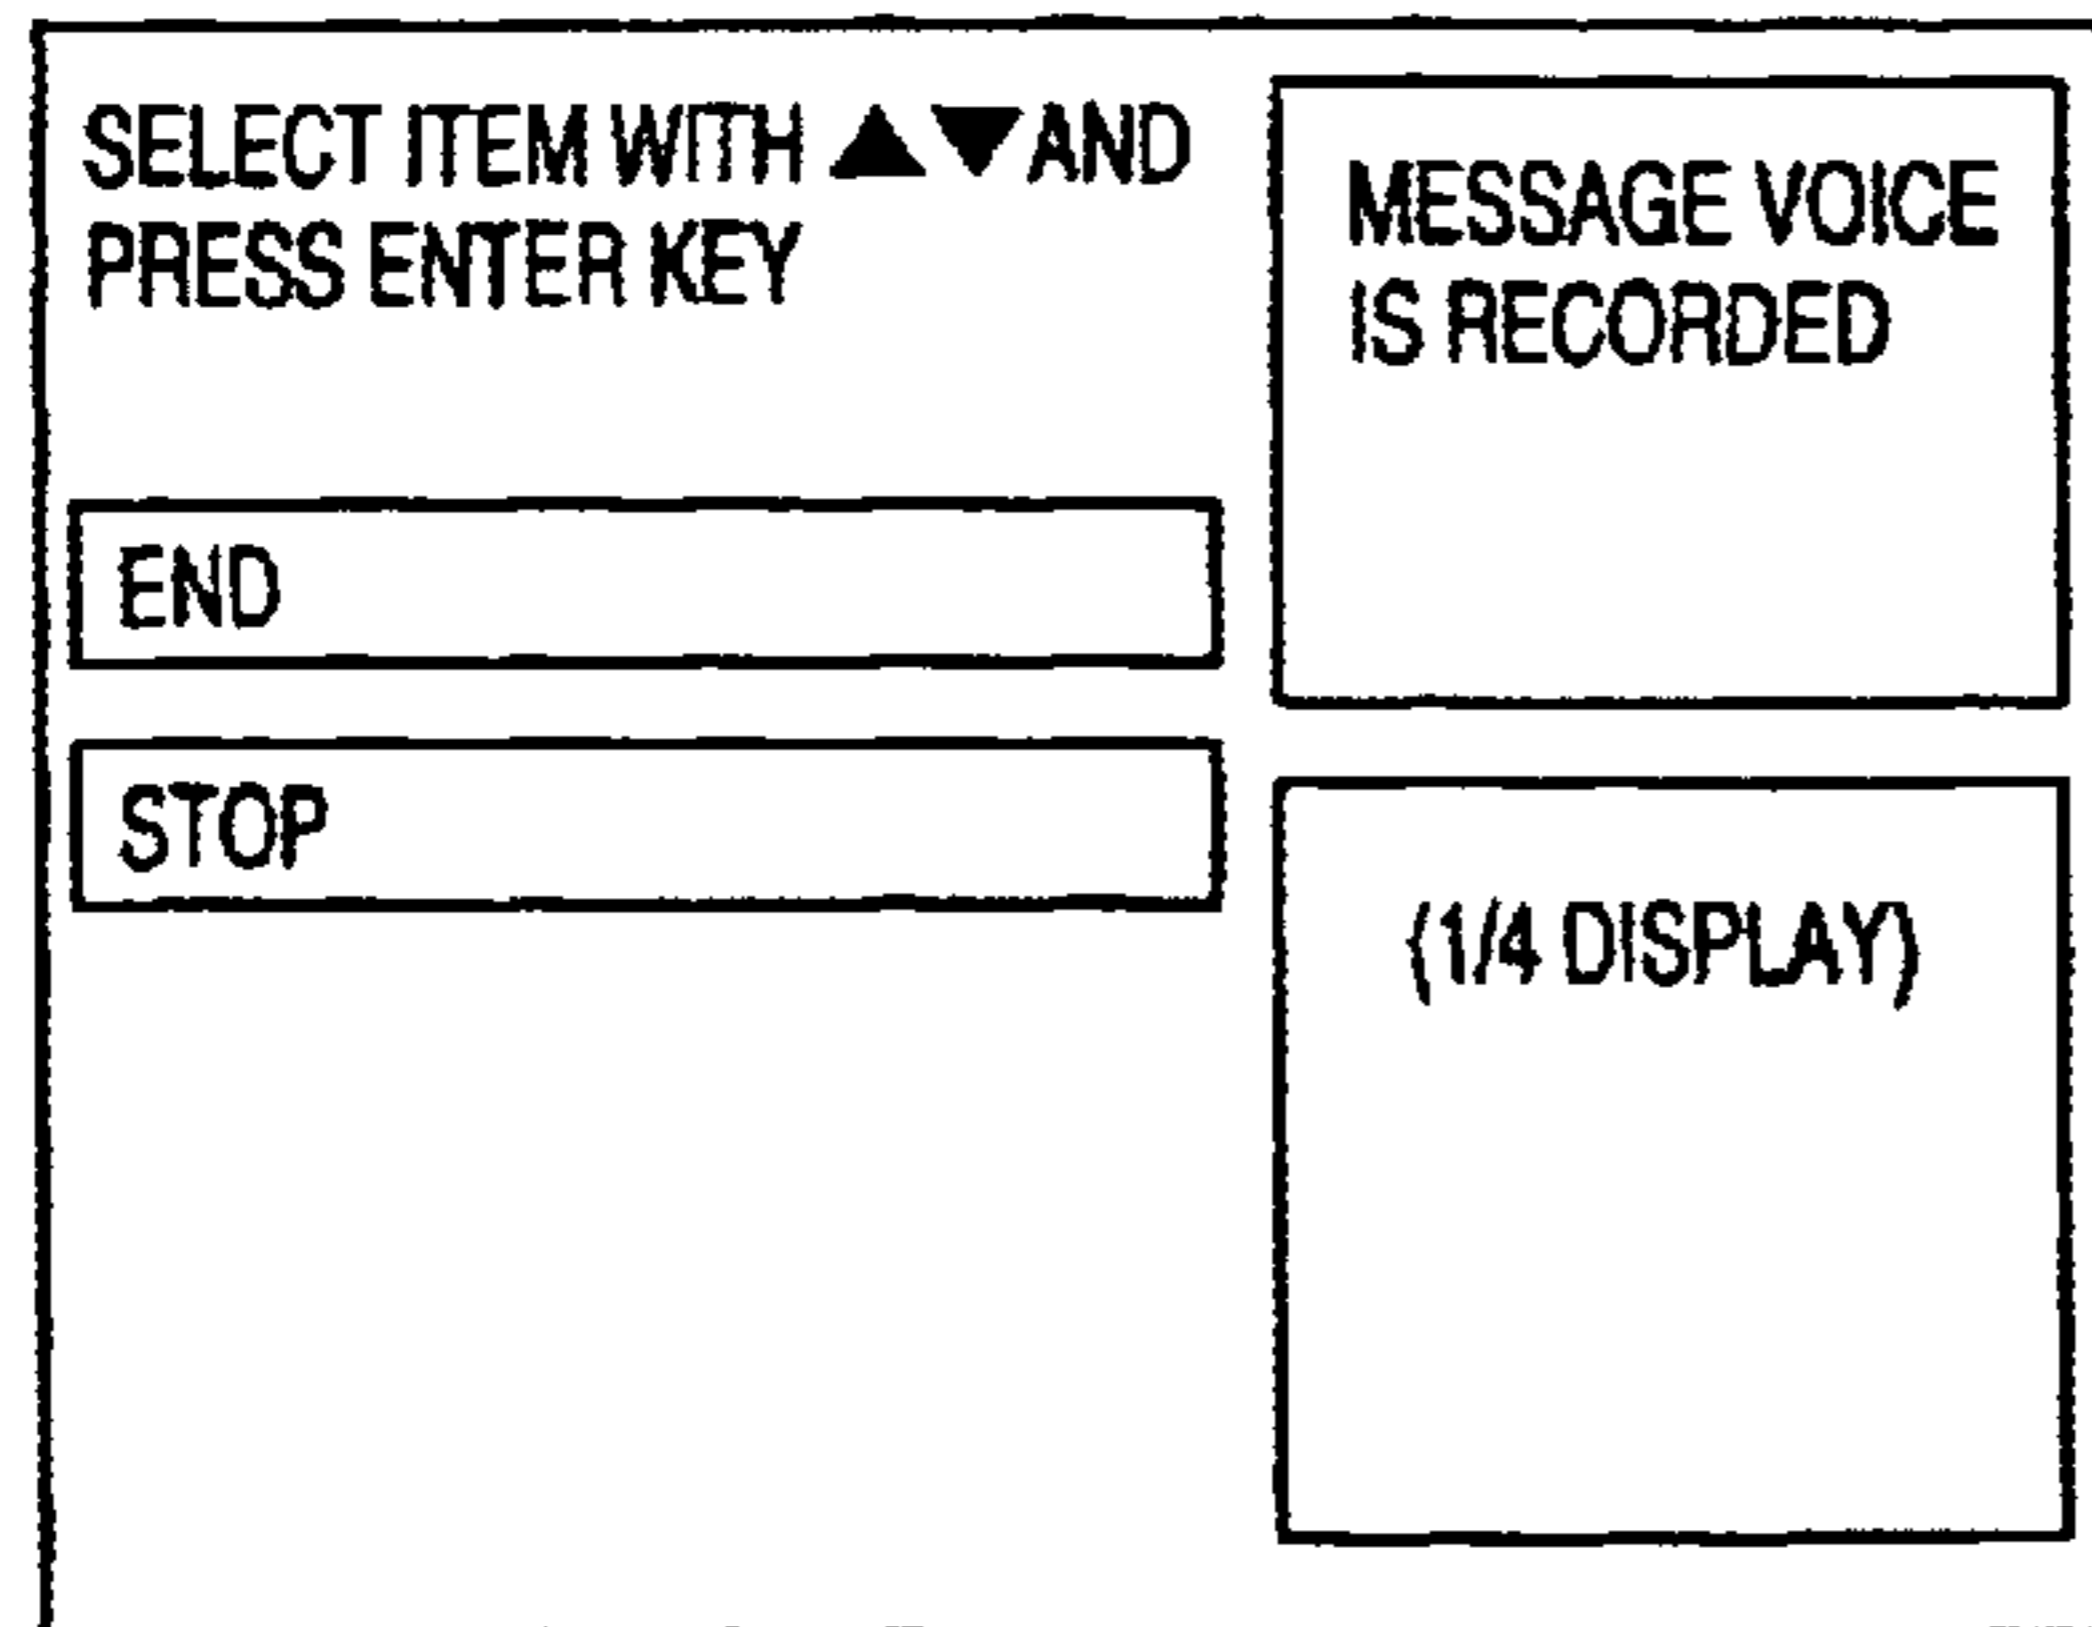 SELECT ITEM WITH ▲▼ AND
PRESS ENTER KEY
END
STOP
MESSAGE VOICE
IS RECORDED
(1/4 DISPLAY)